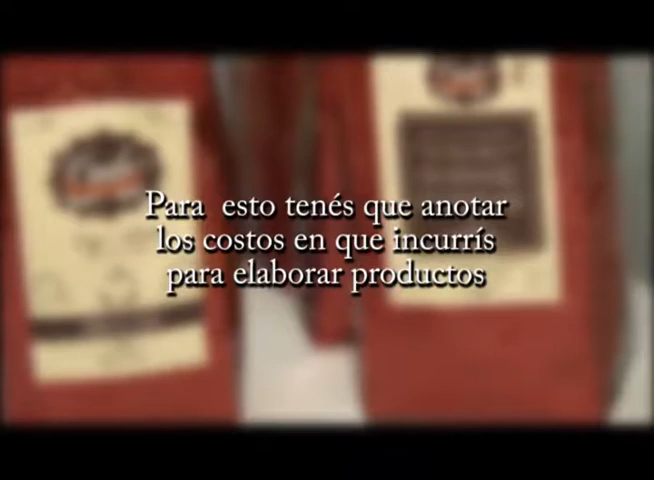 Para esto tenés que anotar
los costos en que incurrís
para elaborar productos